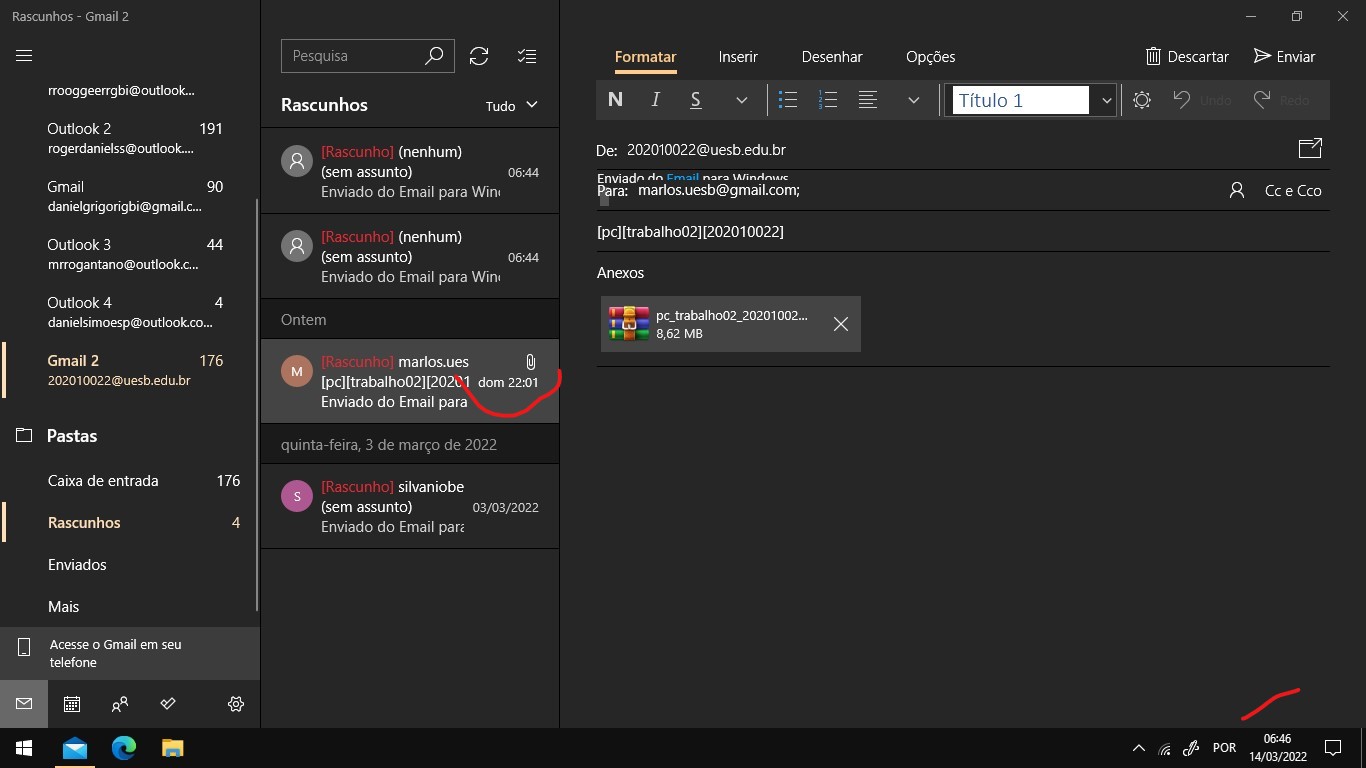 Rascunhos - Gmail 2
rrooggeerrgbi@outlook...
Outlook 2 191
rogerdanielss@outlook....
Gmail 90
danielgrigorigbi@gmail.c...
Outlook 3 44
mrrogantano@outlook.c...
Outlook 4 4
danielsimoesp@outlook.co...
Gmail 2 176
202010022@uesb.edu.br
Pastas
Caixa de entrada 176
Rascunhos 4
Enviados
Mais
Acesse o Gmail em seu
telefone
Pesquisa
Rascunhos Tudo
[Rascunho] (nenhum)
(sem assunto) 06:44
Enviado do Email para Win
[Rascunho] (nenhum)
(sem assunto) 06:44
Enviado do Email para Win
Ontem
M [Rascunho] marlos.ues
[pc][trabalho02][20201 dom 22:01
Enviado do Email para
quinta-feira, 3 de março de 2022
S [Rascunho] silvaniobe
(sem assunto) 03/03/2022
Enviado do Email para
Formatar Inserir Desenhar Opções Descartar Enviar
N I S Título 1 Undo Redo
De: 202010022@uesb.edu.br
Enviado do Email para Windows
Para: marlos.uesb@gmail.com; Cc e Cco
[pc][trabalho02][202010022]
Anexos
pc_trabalho02_20201002...
8,62 MB
POR 06:46
14/03/2022